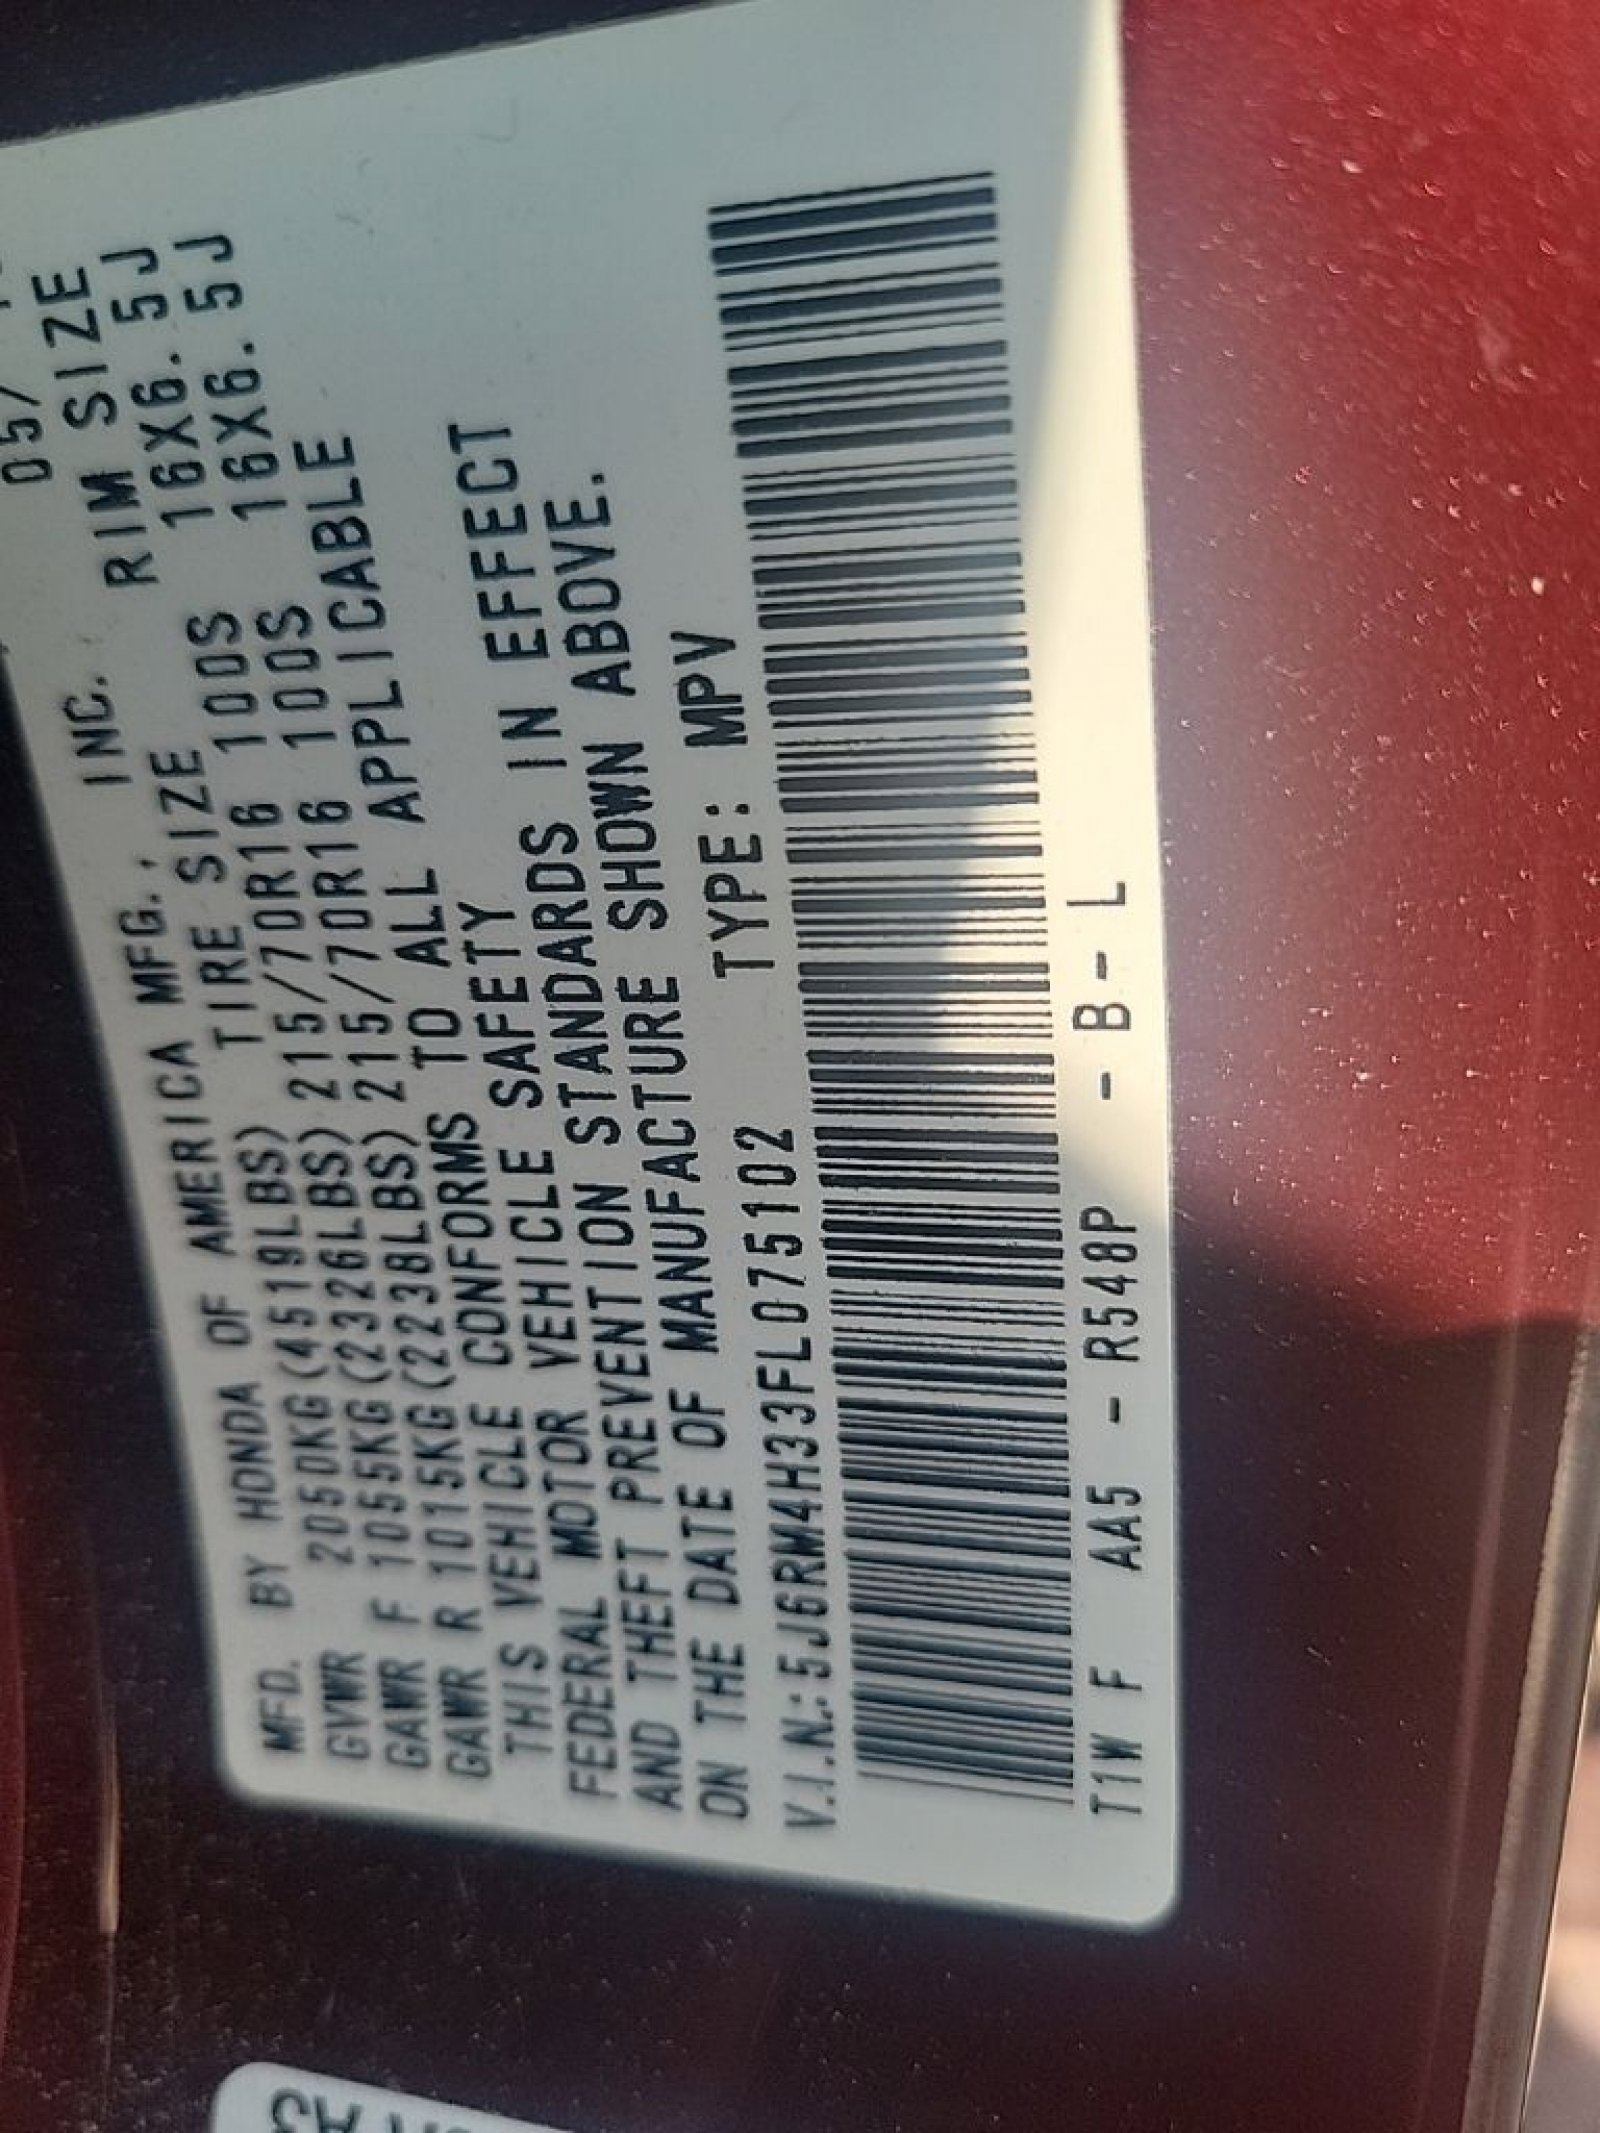 MFD. BY HONDA OF AMERICA MFG., INC. 05/
GVWR 2050KG(4519LBS) TIRE SIZE RIM SIZE
GAWR F 1055KG(2326LBS) 215/70R16 100S 16X6.5J
GAWR R 1015KG(2238LBS) 215/70R16 100S 16X6.5J
THIS VEHICLE CONFORMS TO ALL APPLICABLE
FEDERAL MOTOR VEHICLE SAFETY
AND THEFT PREVENTION STANDARDS IN EFFECT
ON THE DATE OF MANUFACTURE SHOWN ABOVE.
V.I.N.:5J6RM4H33FL075102 TYPE: MPV
T1W F AA5 - R548P - B- L